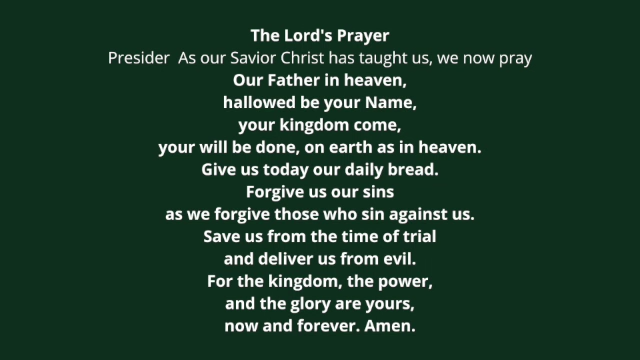 The Lord's Prayer
Presider  As our Savior Christ has taught us, we now pray
Our Father in heaven,
hallowed be your Name,
your kingdom come,
your will be done, on earth as in heaven.
Give us today our daily bread.
Forgive us our sins
as we forgive those who sin against us.
Save us from the time of trial
and deliver us from evil.
For the kingdom, the power,
and the glory are yours,
now and forever. Amen.